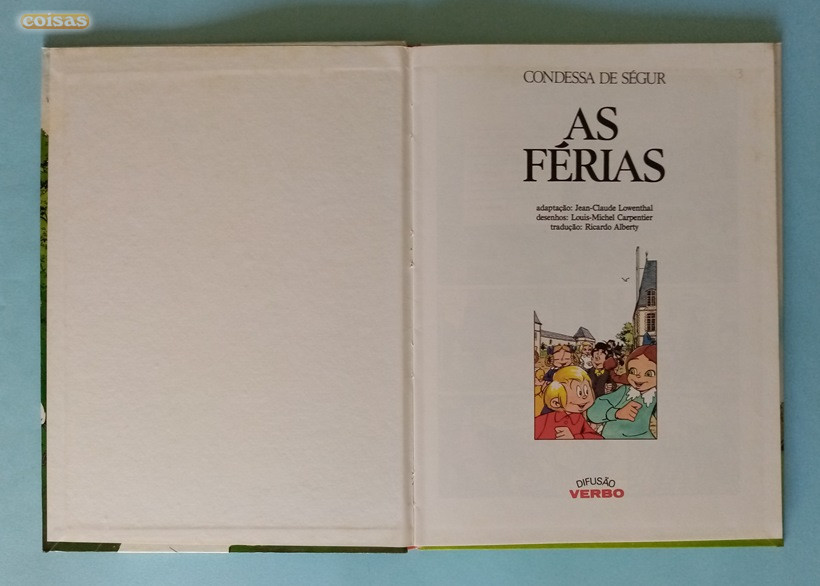 coisas
CONDESSA DE SÉGUR
AS
FÉRIAS
adaptação: Jean-Claude Lowenthal
desenhos: Louis-Michel Carpentier
tradução: Ricardo Alberty
DIFUSÃO
VERBO